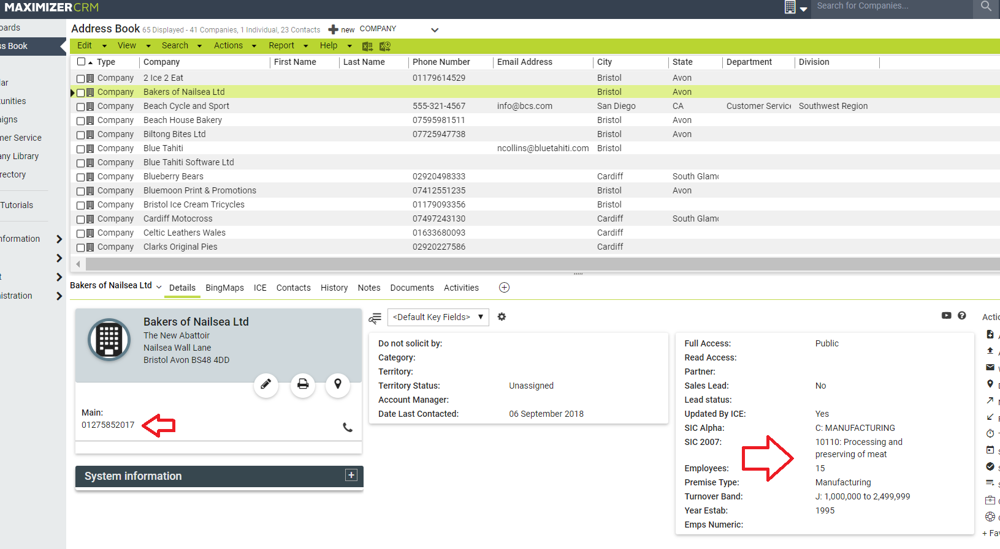 MAXIMIZERCRM
Search for Companies...
oards
ss Book
lar
unities
aigns
mer Service
any Library
rectory
Tutorials
nformation
t
istration
Address Book 65 Displayed - 41 Companies, 1 Individual, 23 Contacts new COMPANY
Edit View Search Actions Report Help
Type Company First Name Last Name Phone Number Email Address City State Department Division
Company 2 Ice 2 Eat 01179614529 Bristol Avon
Company Bakers of Nailsea Ltd Bristol Avon
Company Beach Cycle and Sport 555-321-4567 info@bcs.com San Diego CA Customer Service Southwest Region
Company Beach House Bakery 07595981511 Bristol Avon
Company Biltong Bites Ltd 07725947738 Bristol Avon
Company Blue Tahiti ncollins@bluetahiti.com Bristol
Company Blue Tahiti Software Ltd
Company Blueberry Bears 02920498333 Cardiff South Glam
Company Bluemoon Print & Promotions 07412551235 Bristol Avon
Company Bristol Ice Cream Tricycles 01179093356 Bristol
Company Cardiff Motocross 07497243130 Cardiff South Glam
Company Celtic Leathers Wales 01633680093 Cardiff
Company Clarks Original Pies 02920227586 Cardiff
Bakers of Nailsea Ltd Details BingMaps ICE Contacts History Notes Documents Activities
Bakers of Nailsea Ltd
The New Abattoir
Nailsea Wall Lane
Bristol Avon BS48 4DD
Main:
01275852017
System information
<Default Key Fields>
Do not solicit by:
Category:
Territory:
Territory Status: Unassigned
Account Manager:
Date Last Contacted: 06 September 2018
Full Access: Public
Read Access:
Partner:
Sales Lead: No
Lead status:
Updated By ICE: Yes
SIC Alpha: C: MANUFACTURING
SIC 2007: 10110: Processing and
preserving of meat
Employees: 15
Premise Type: Manufacturing
Turnover Band: J: 1,000,000 to 2,499,999
Year Estab: 1995
Emps Numeric:
Actio
+ Fav